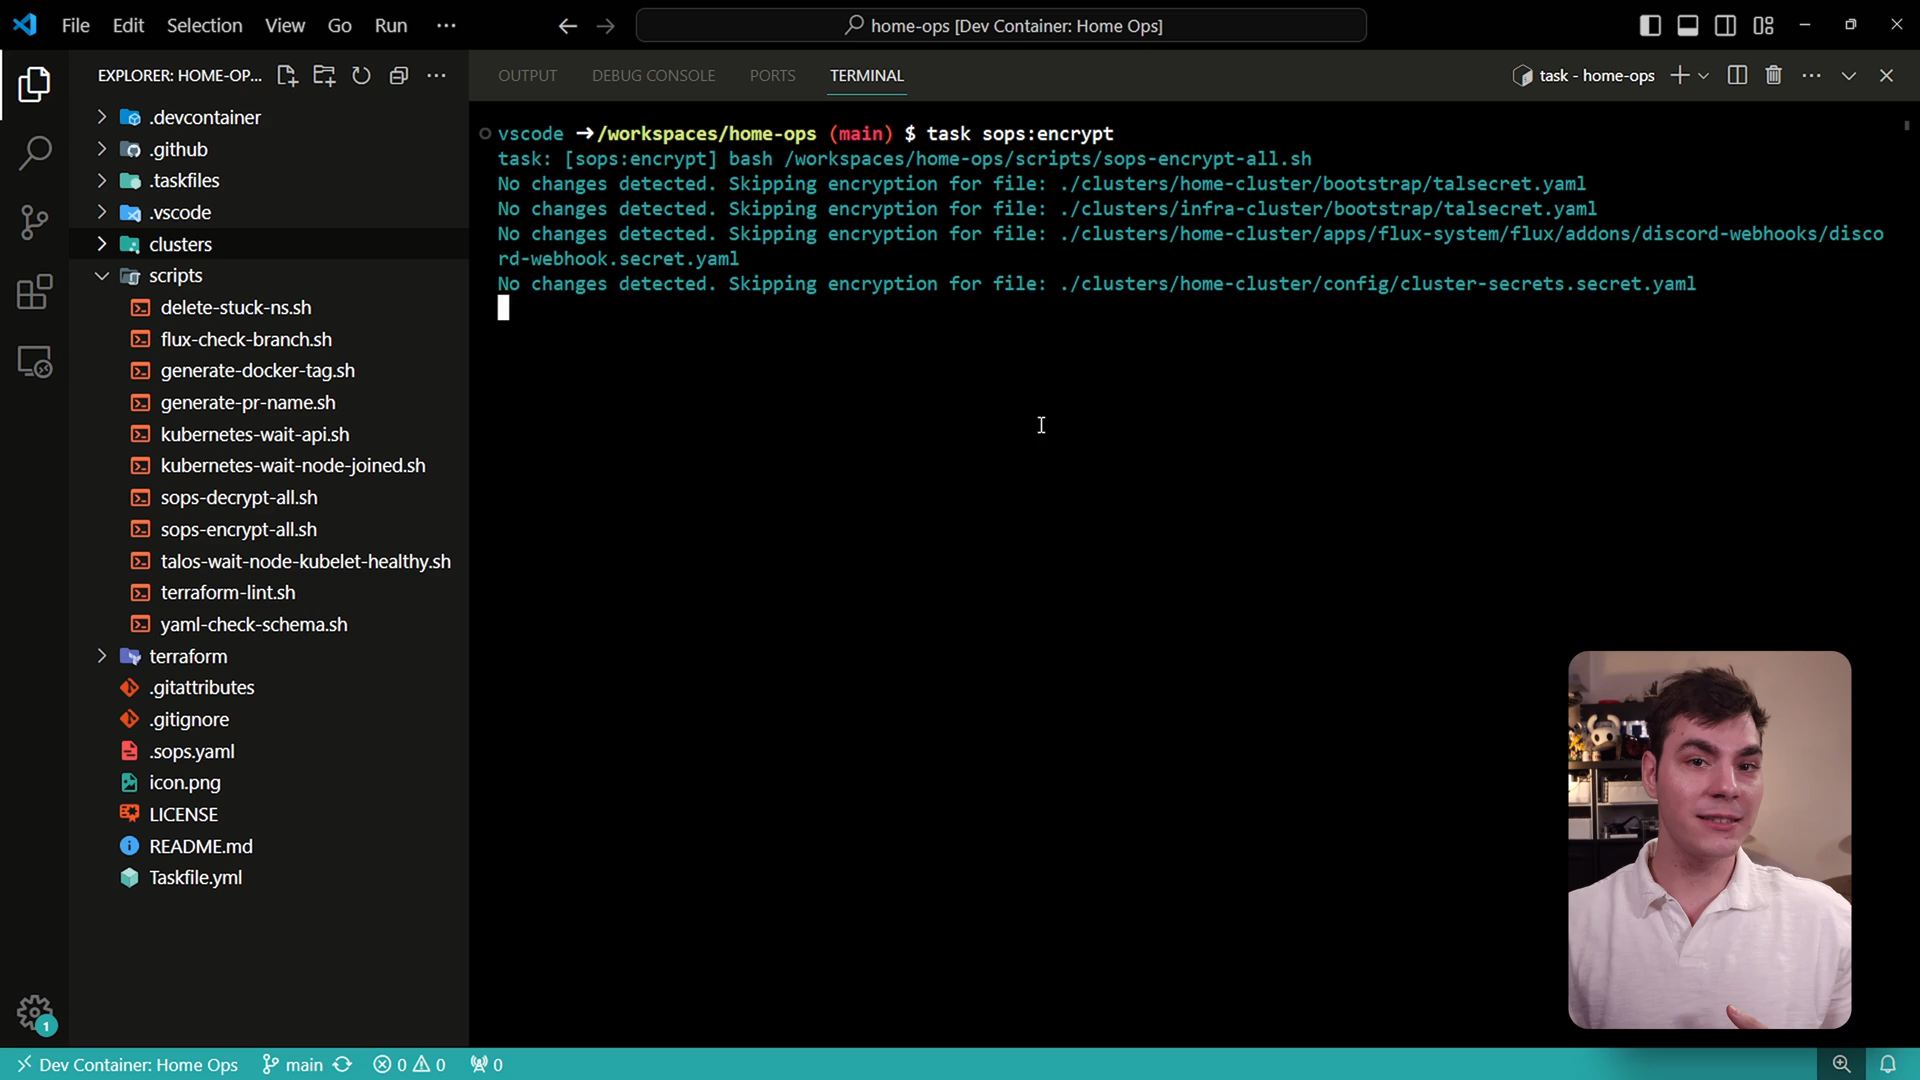 File Edit Selection View Go Run ···
home-ops [Dev Container: Home Ops]
EXPLORER: HOME-OP...
OUTPUT DEBUG CONSOLE PORTS TERMINAL
task - home-ops
.devcontainer
.github
.taskfiles
.vscode
clusters
scripts
delete-stuck-ns.sh
flux-check-branch.sh
generate-docker-tag.sh
generate-pr-name.sh
kubernetes-wait-api.sh
kubernetes-wait-node-joined.sh
sops-decrypt-all.sh
sops-encrypt-all.sh
talos-wait-node-kubelet-healthy.sh
terraform-lint.sh
yaml-check-schema.sh
terraform
.gitattributes
.gitignore
.sops.yaml
icon.png
LICENSE
README.md
Taskfile.yml
vscode ➜/workspaces/home-ops (main) $ task sops:encrypt
task: [sops:encrypt] bash /workspaces/home-ops/scripts/sops-encrypt-all.sh
No changes detected. Skipping encryption for file: ./clusters/home-cluster/bootstrap/talsecret.yaml
No changes detected. Skipping encryption for file: ./clusters/infra-cluster/bootstrap/talsecret.yaml
No changes detected. Skipping encryption for file: ./clusters/home-cluster/apps/flux-system/flux/addons/discord-webhooks/disco
rd-webhook.secret.yaml
No changes detected. Skipping encryption for file: ./clusters/home-cluster/config/cluster-secrets.secret.yaml
1
Dev Container: Home Ops main 0 0 0